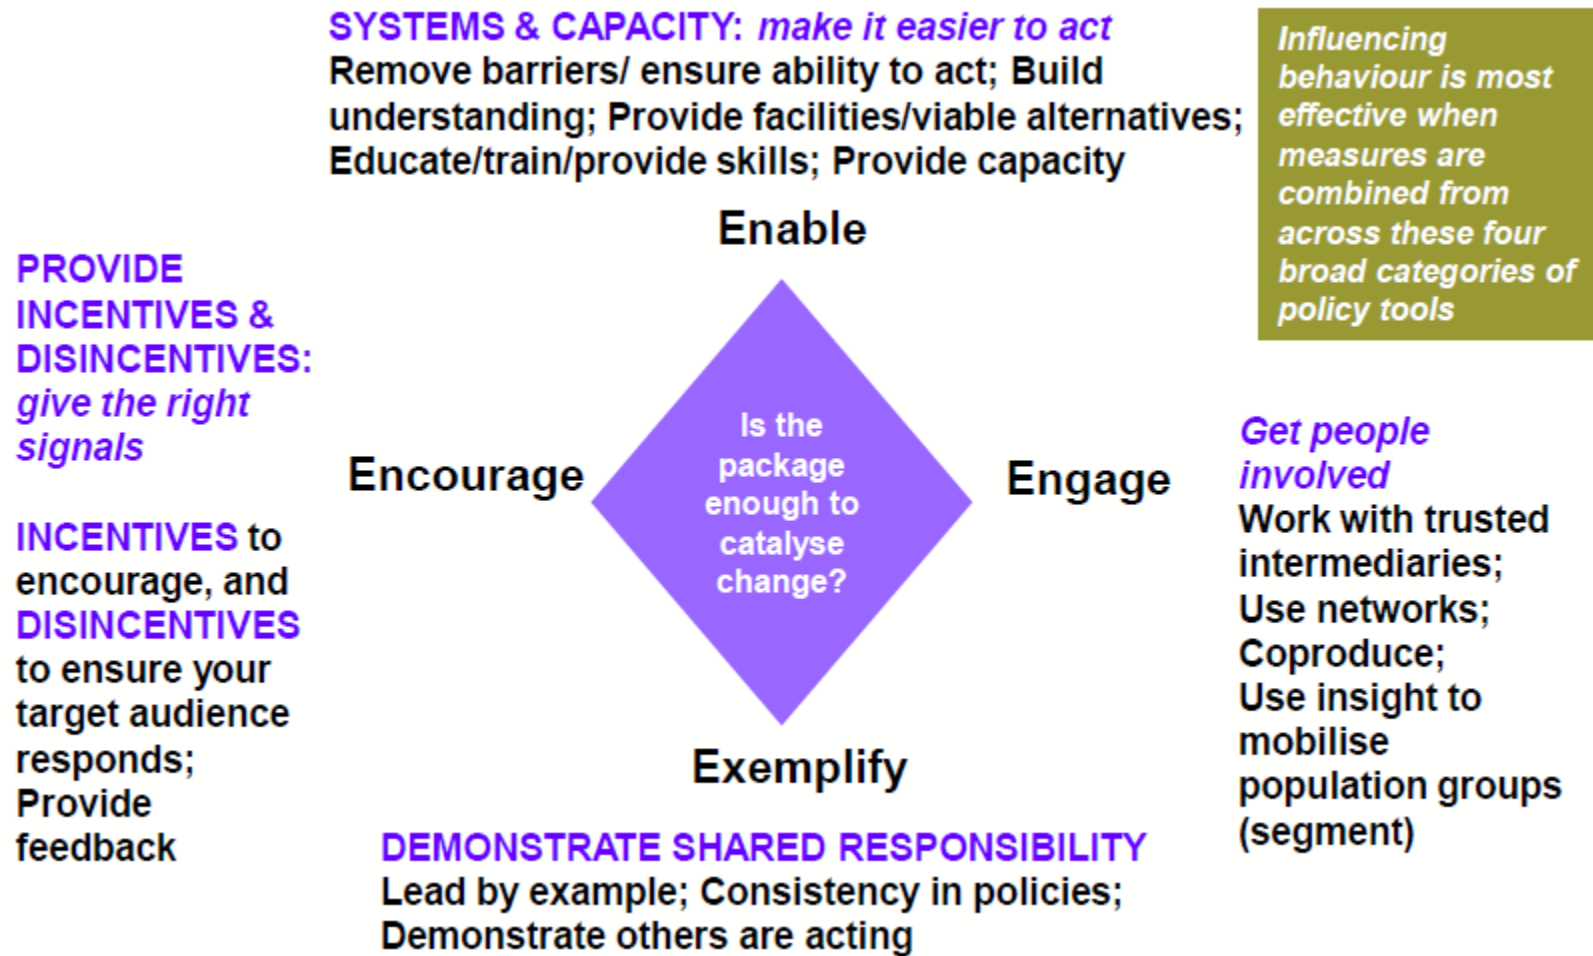 SYSTEMS & CAPACITY: make it easier to act
Remove barriers/ ensure ability to act; Build
understanding; Provide facilities/viable alternatives;
Educate/train/provide skills; Provide capacity
Influencing
behaviour is most
effective when
measures are
combined from
across these four
broad categories of
policy tools
Enable
PROVIDE
INCENTIVES &
DISINCENTIVES:
give the right
signals
INCENTIVES to
encourage, and
DISINCENTIVES
to ensure your
target audience
responds;
Provide
feedback
Encourage
Is the
package
enough to
catalyse
change?
Engage
Get people
involved
Work with trusted
intermediaries;
Use networks;
Coproduce;
Use insight to
mobilise
population groups
(segment)
Exemplify
DEMONSTRATE SHARED RESPONSIBILITY
Lead by example; Consistency in policies;
Demonstrate others are acting